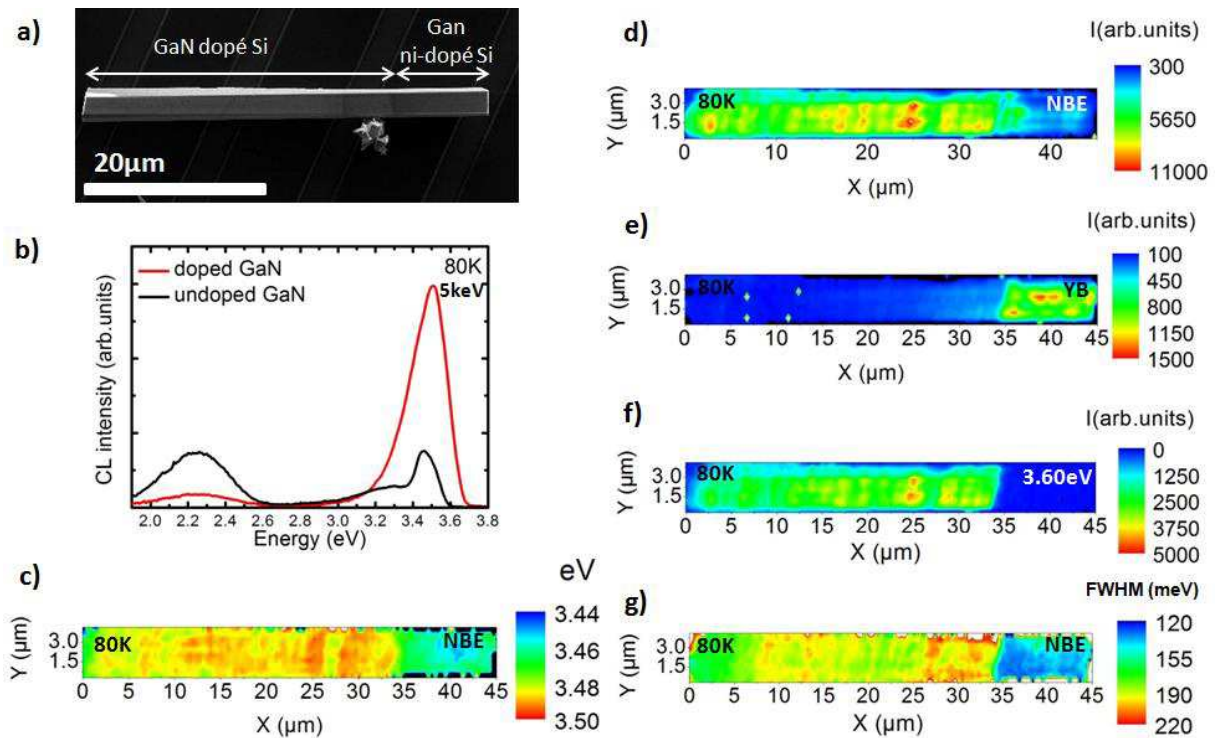 a)
GaN dopé Si
Gan
ni-dopé Si
20µm
b)
CL intensity (arb.units)
doped GaN
undoped GaN
80K
5keV
2.0 2.2 2.4 2.6 2.8 3.0 3.2 3.4 3.6 3.8
Energy (eV)
c)
Y (µm)
3.0
1.5
80K
NBE
0 5 10 15 20 25 30 35 40 45
X (µm)
eV
3.44
3.46
3.48
3.50
d)
Y (µm)
3.0
1.5
80K
NBE
0 5 10 15 20 25 30 40 45
X (µm)
I(arb.units)
300
5650
11000
e)
Y (µm)
3.0
1.5
80K
YB
0 5 10 15 20 25 30 35 40 45
X (µm)
I(arb.units)
100
450
800
1150
1500
f)
Y (µm)
3.0
1.5
80K
3.60eV
0 5 10 15 20 25 30 35 40 45
X (µm)
I(arb.units)
0
1250
2500
3750
5000
g)
Y (µm)
3.0
1.5
80K
NBE
0 5 10 15 20 25 30 35 40 45
X (µm)
FWHM (meV)
120
155
190
220